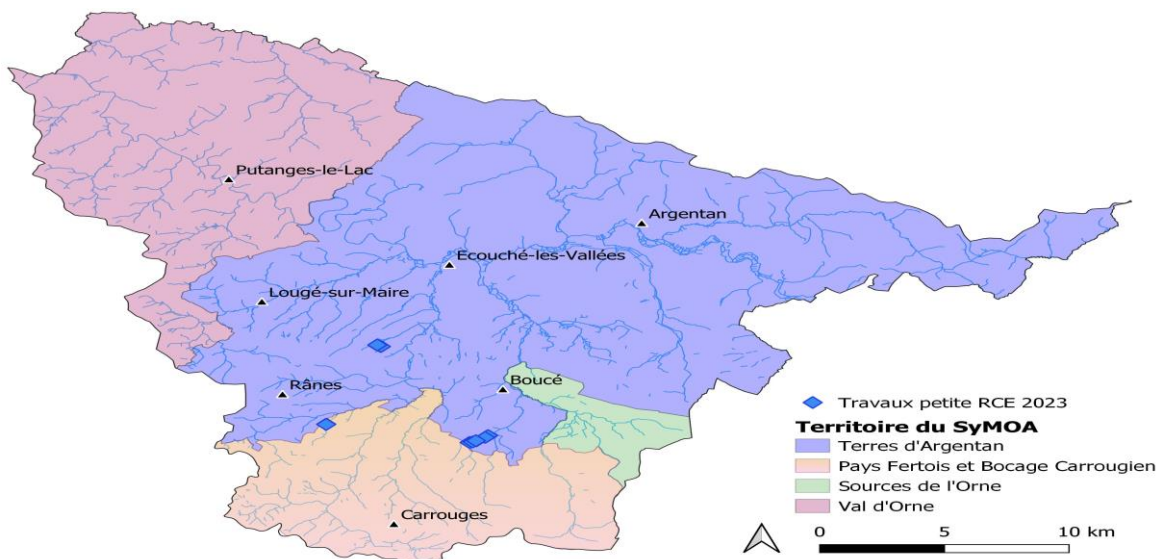 Putanges-le-Lac
Argentan
Ecouché-les-Vallées
Lougé-sur-Maire
Rânes
Boucé
Carrouges
Travaux petite RCE 2023
Territoire du SyMOA
Terres d'Argentan
Pays Fertois et Bocage Carrougien
Sources de l'Orne
Val d'Orne
0 5 10 km